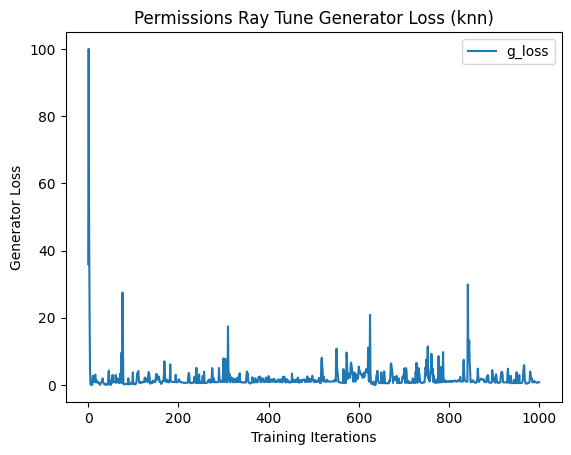 Permissions Ray Tune Generator Loss (knn)
g_loss
100
80
60
40
20
0
Generator Loss
0 200 400 600 800 1000
Training Iterations